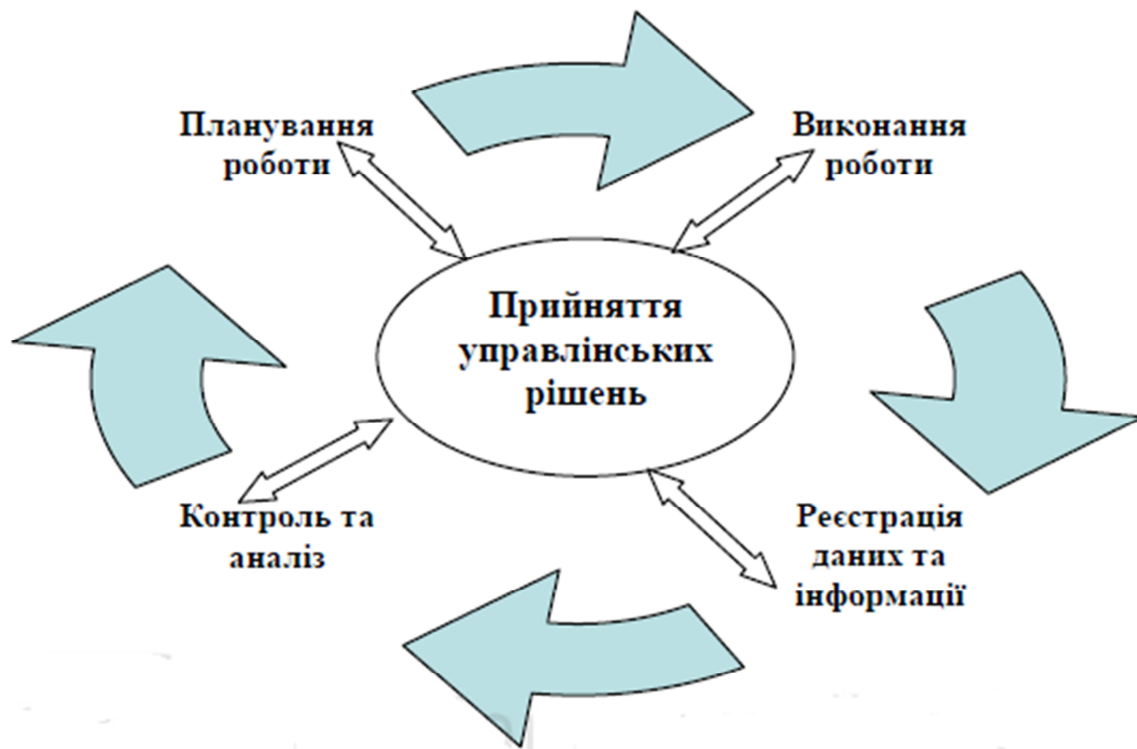 Планування
роботи
Виконання
роботи
Прийняття
управлінських
рішень
Контроль та
аналіз
Реєстрація
даних та
інформації